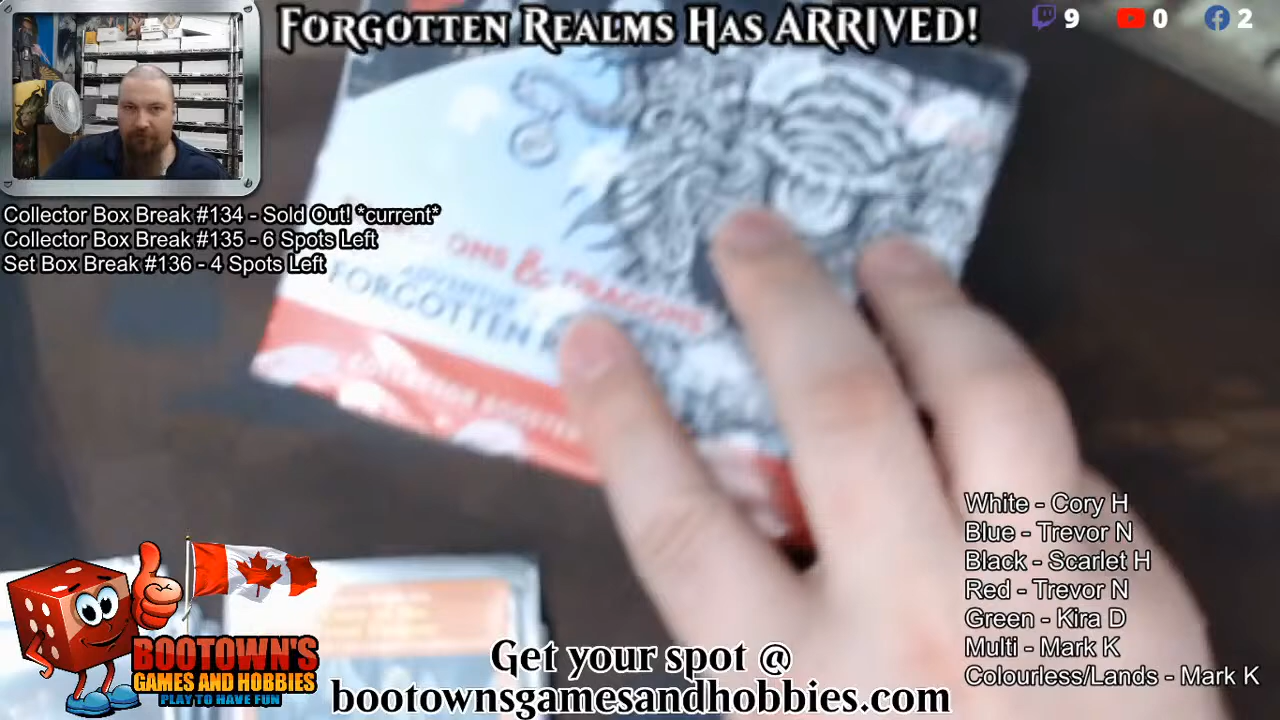 FORGOTTEN REALMS HAS ARRIVED!
9 0 2
Collector Box Break #134 - Sold Out! *current*
Collector Box Break #135 - 6 Spots Left
Set Box Break #136 - 4 Spots Left
& DRAGONS
FORGOTTEN
COLLECTOR BOOSTER
White - Cory H
Blue - Trevor N
Black - Scarlet H
Red - Trevor N
Green - Kira D
Multi - Mark K
Colourless/Lands - Mark K
BOOTOWN'S
GAMES AND HOBBIES
PLAY TO HAVE FUN
Get your spot @
bootownsgamesandhobbies.com